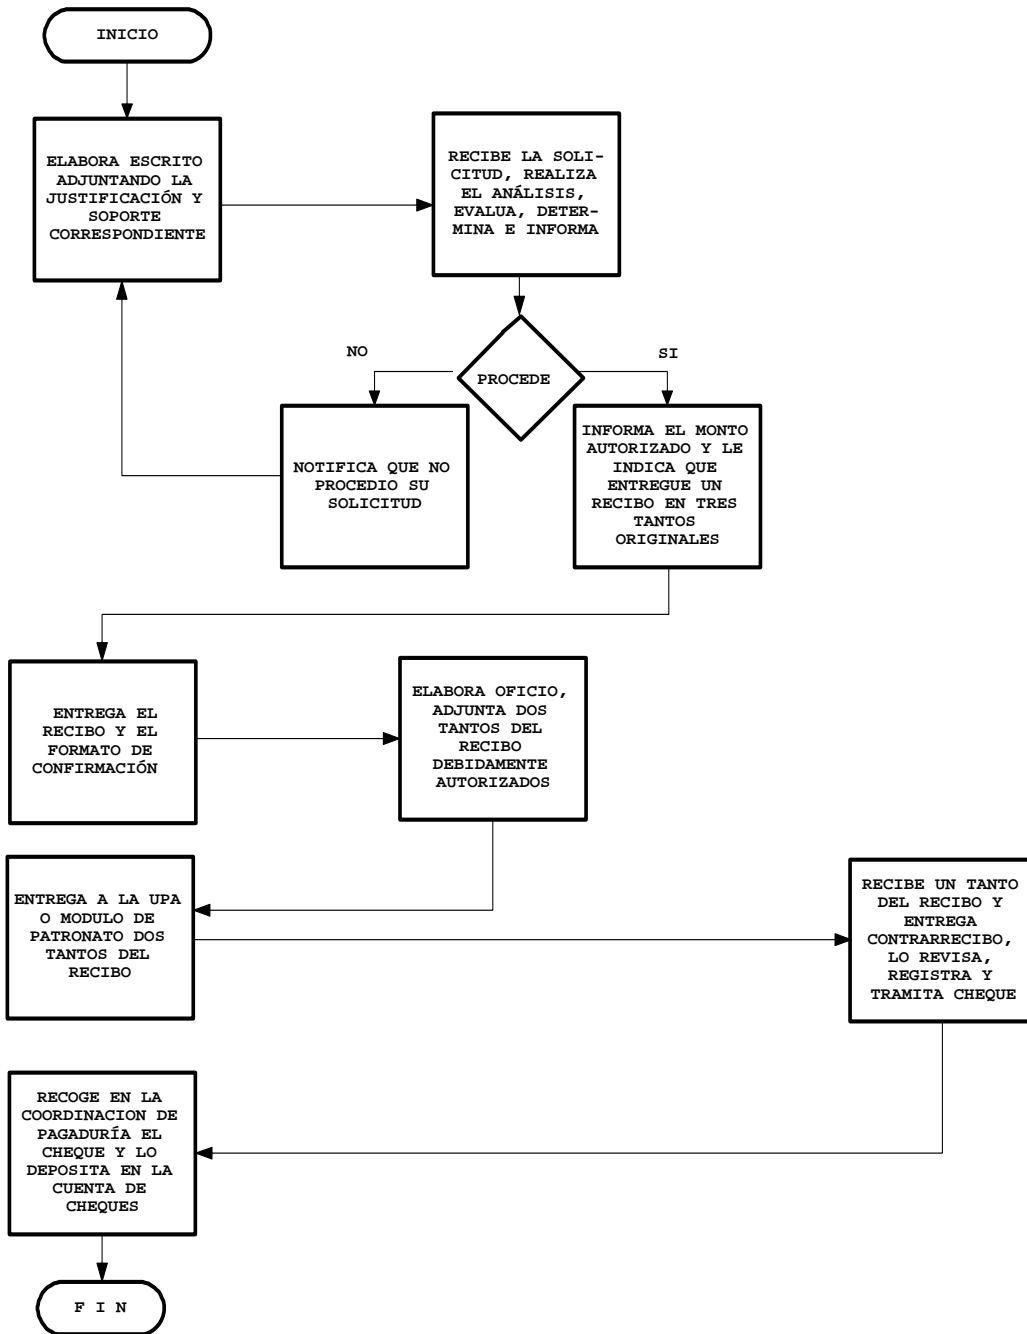 INICIO
ELABORA ESCRITO
ADJUNTANDO LA
JUSTIFICACIÓN Y
SOPORTE
CORRESPONDIENTE
RECIBE LA SOLI-
CITUD, REALIZA
EL ANÁLISIS,
EVALUA, DETER-
MINA E INFORMA
PROCEDE
NO
SI
NOTIFICA QUE NO
PROCEDIO SU
SOLICITUD
INFORMA EL MONTO
AUTORIZADO Y LE
INDICA QUE
ENTREGUE UN
RECIBO EN TRES
TANTOS
ORIGINALES
ENTREGA EL
RECIBO Y EL
FORMATO DE
CONFIRMACIÓN
ELABORA OFICIO,
ADJUNTA DOS
TANTOS DEL
RECIBO
DEBIDAMENTE
AUTORIZADOS
ENTREGA A LA UPA
O MODULO DE
PATRONATO DOS
TANTOS DEL
RECIBO
RECIBE UN TANTO
DEL RECIBO Y
ENTREGA
CONTRARRECIBO,
LO REVISA,
REGISTRA Y
TRAMITA CHEQUE
RECOGE EN LA
COORDINACION DE
PAGADURÍA EL
CHEQUE Y LO
DEPOSITA EN LA
CUENTA DE
CHEQUES
F I N